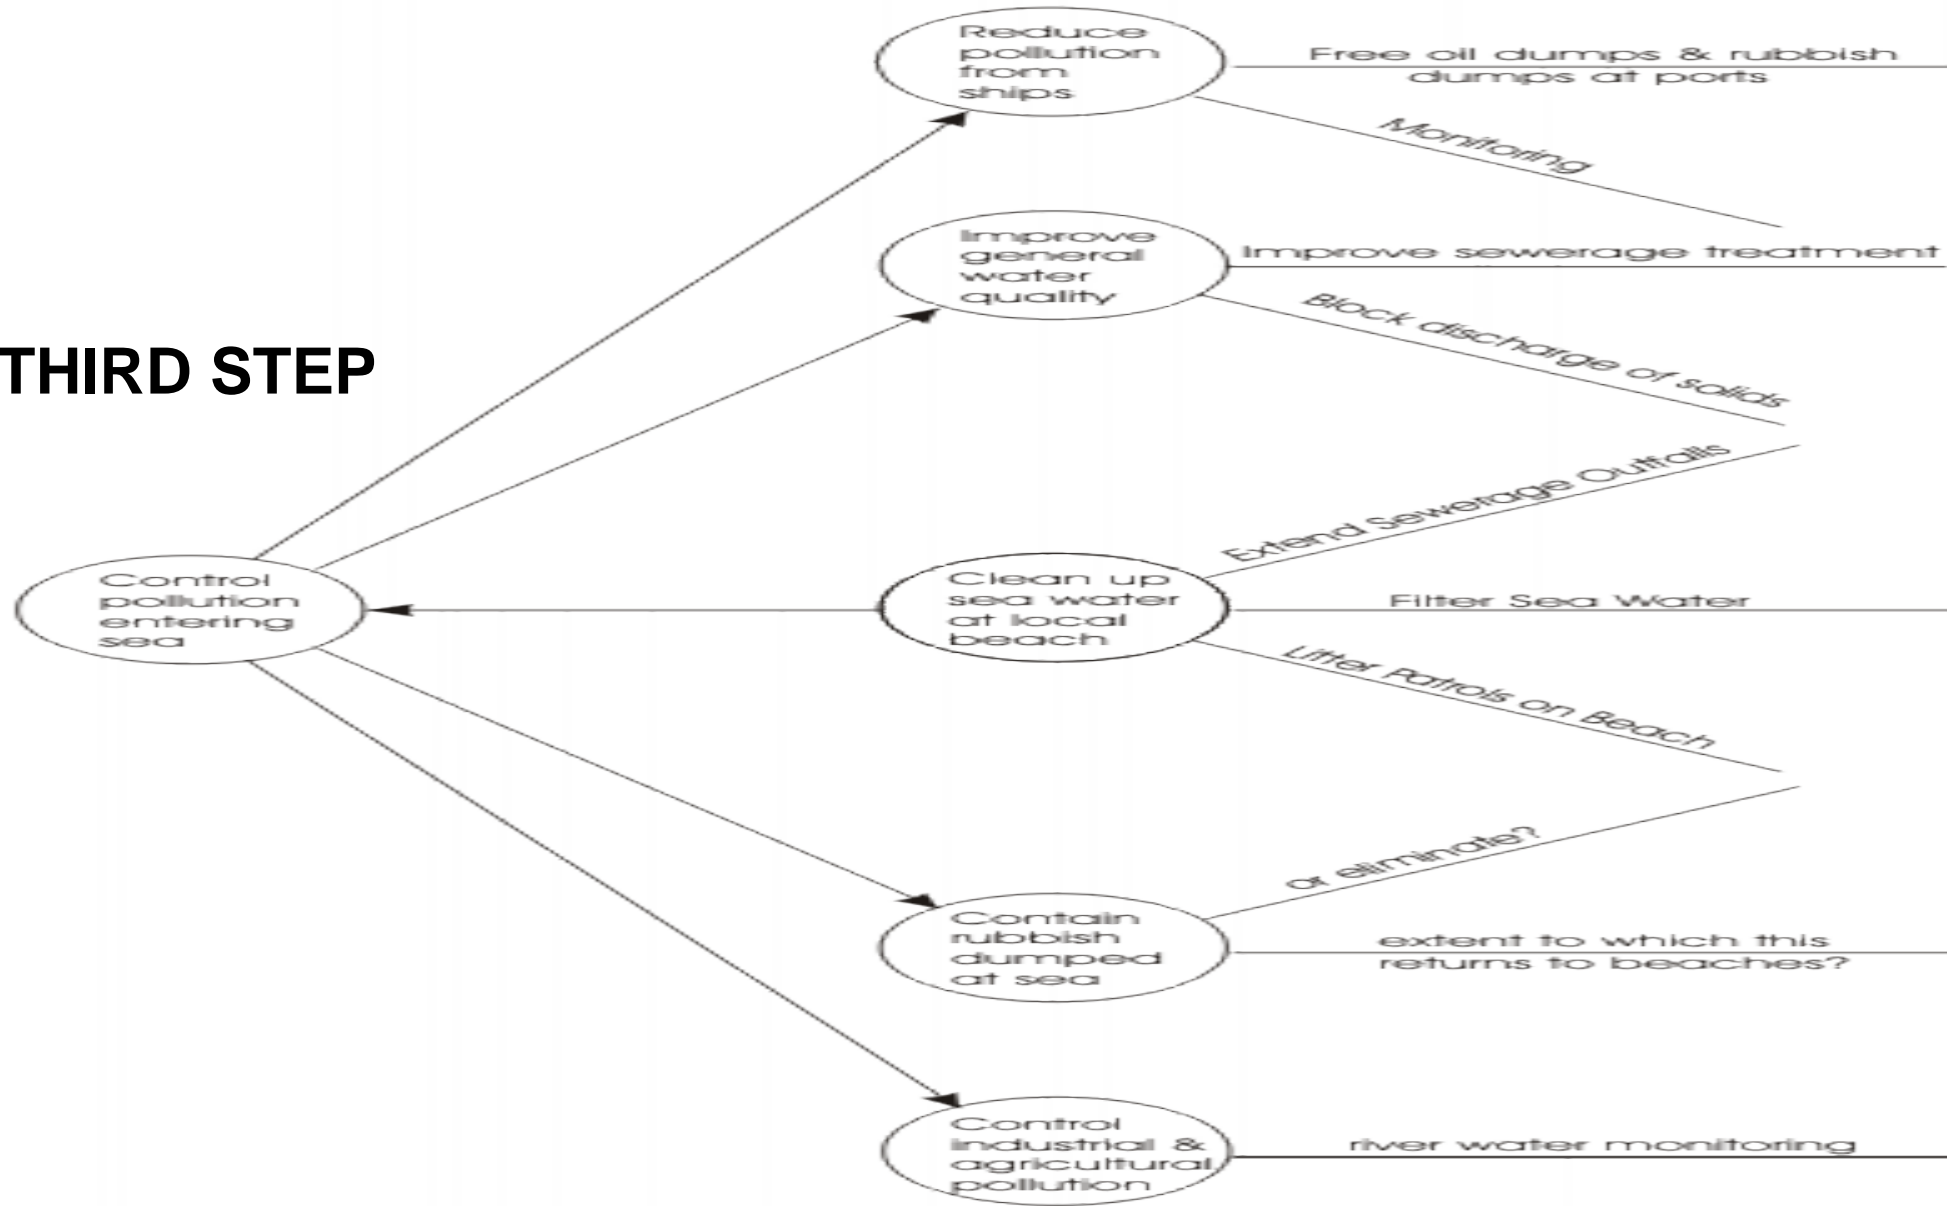 Reduce
pollution
from
ships
Free oil dumps & rubbish
dumps at ports
Monitoring
Improve
general
water
quality
Improve sewerage treatment
Block discharge of solids
THIRD STEP
Extend Sewerage Outfalls
Control
pollution
entering
sea
Clean up
sea water
at local
beach
Filter Sea Water
Litter Patrols on Beach
or eliminate?
Contain
rubbish
dumped
at sea
extent to which this
returns to beaches?
Control
industrial &
agricultural
pollution
river water monitoring